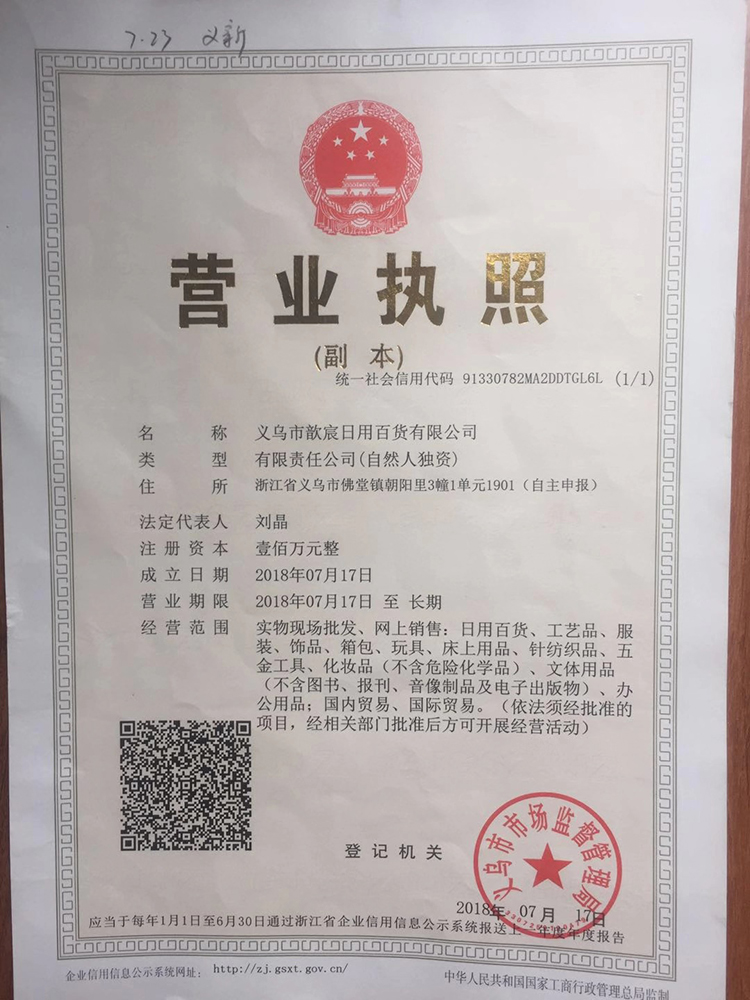 7.23 义新
营业执照
(副 本)
统一社会信用代码 91330782MA2DDTGL6L (1/1)
名 称 义乌市歆宸日用百货有限公司
类 型 有限责任公司(自然人独资)
住 所 浙江省义乌市佛堂镇朝阳里3幢1单元1901（自主申报）
法定代表人 刘晶
注册资本 壹佰万元整
成立日期 2018年07月17日
营业期限 2018年07月17日 至 长期
经营范围 实物现场批发、网上销售：日用百货、工艺品、服
装、饰品、箱包、玩具、床上用品、针纺织品、五
金工具、化妆品（不含危险化学品）、文体用品
（不含图书、报刊、音像制品及电子出版物）、办
公用品；国内贸易、国际贸易。（依法须经批准的
项目，经相关部门批准后方可开展经营活动）
登记机关
义乌市市场监督管理局
2018年 07月 17日
应当于每年1月1日至6月30日通过浙江省企业信用信息公示系统报送上一年度年度报告
企业信用信息公示系统网址： http://zj.gsxt.gov.cn/
中华人民共和国国家工商行政管理总局监制